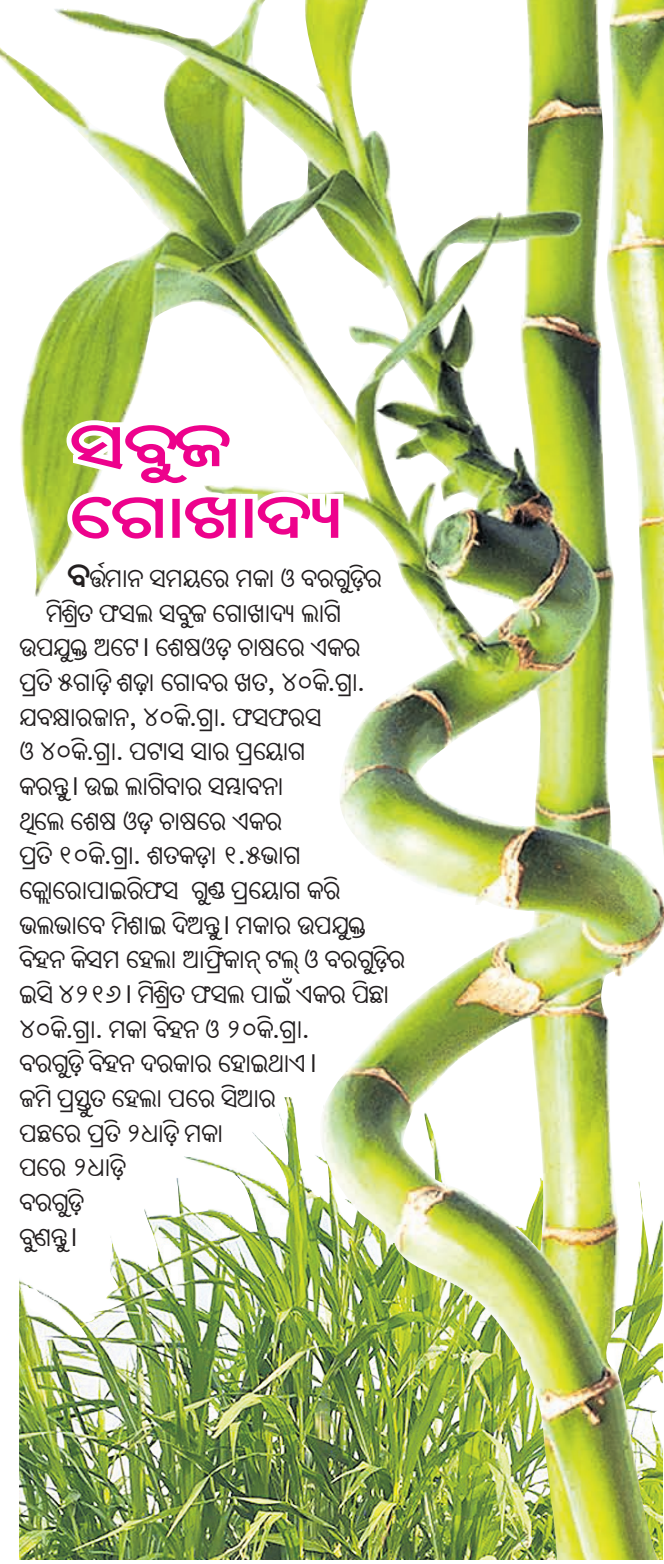 ସବୁଜ
ଗୋଖାଦ୍ୟ
ବର୍ତ୍ତମାନ ସମୟରେ ମକା ଓ ବରଗୁଡ଼ିର
ମିଶ୍ରିତ ଫସଲ ସବୁଜ ଗୋଖାଦ୍ୟ ଲାଗି
ଉପଯୁକ୍ତ ଅଟେ। ଶେଷଓଡ଼ ଚାଷରେ ଏକର
ପ୍ରତି ୫ଗାଡ଼ି ଶଢ଼ା ଗୋବର ଖତ, ୪୦କି.ଗ୍ରା.
ଯବକ୍ଷାରଜାନ, ୪୦କି.ଗ୍ରା. ଫସଫରସ
ଓ ୪୦କି.ଗ୍ରା. ପଟାସ ସାର ପ୍ରୟୋଗ
କରନ୍ତୁ। ଉଇ ଲାଗିବାର ସମ୍ଭାବନା
ଥିଲେ ଶେଷ ଓଡ଼ ଚାଷରେ ଏକର
ପ୍ରତି ୧୦କି.ଗ୍ରା. ଶତକଡ଼ା ୧.୫ଭାଗ
କ୍ଲୋରୋପାଇରିଫସ ଗୁଣ୍ଡ ପ୍ରୟୋଗ କରି
ଭଲଭାବେ ମିଶାଇ ଦିଅନ୍ତୁ। ମକାର ଉପଯୁକ୍ତ
ବିହନ କିସମ ହେଲା ଆଫ୍ରିକାନ୍ ଟଲ୍ ଓ ବରଗୁଡ଼ିର
ଇସି ୪୨୧୬। ମିଶ୍ରିତ ଫସଲ ପାଇଁ ଏକର ପିଛା
୪୦କି.ଗ୍ରା. ମକା ବିହନ ଓ ୨୦କି.ଗ୍ରା.
ବରଗୁଡ଼ି ବିହନ ଦରକାର ହୋଇଥାଏ।
ଜମି ପ୍ରସ୍ତୁତ ହେଲା ପରେ ସିଆର
ପଛରେ ପ୍ରତି ୨ଧାଡ଼ି ମକା
ପରେ ୨ଧାଡ଼ି
ବରଗୁଡ଼ି
ବୁଣନ୍ତୁ।